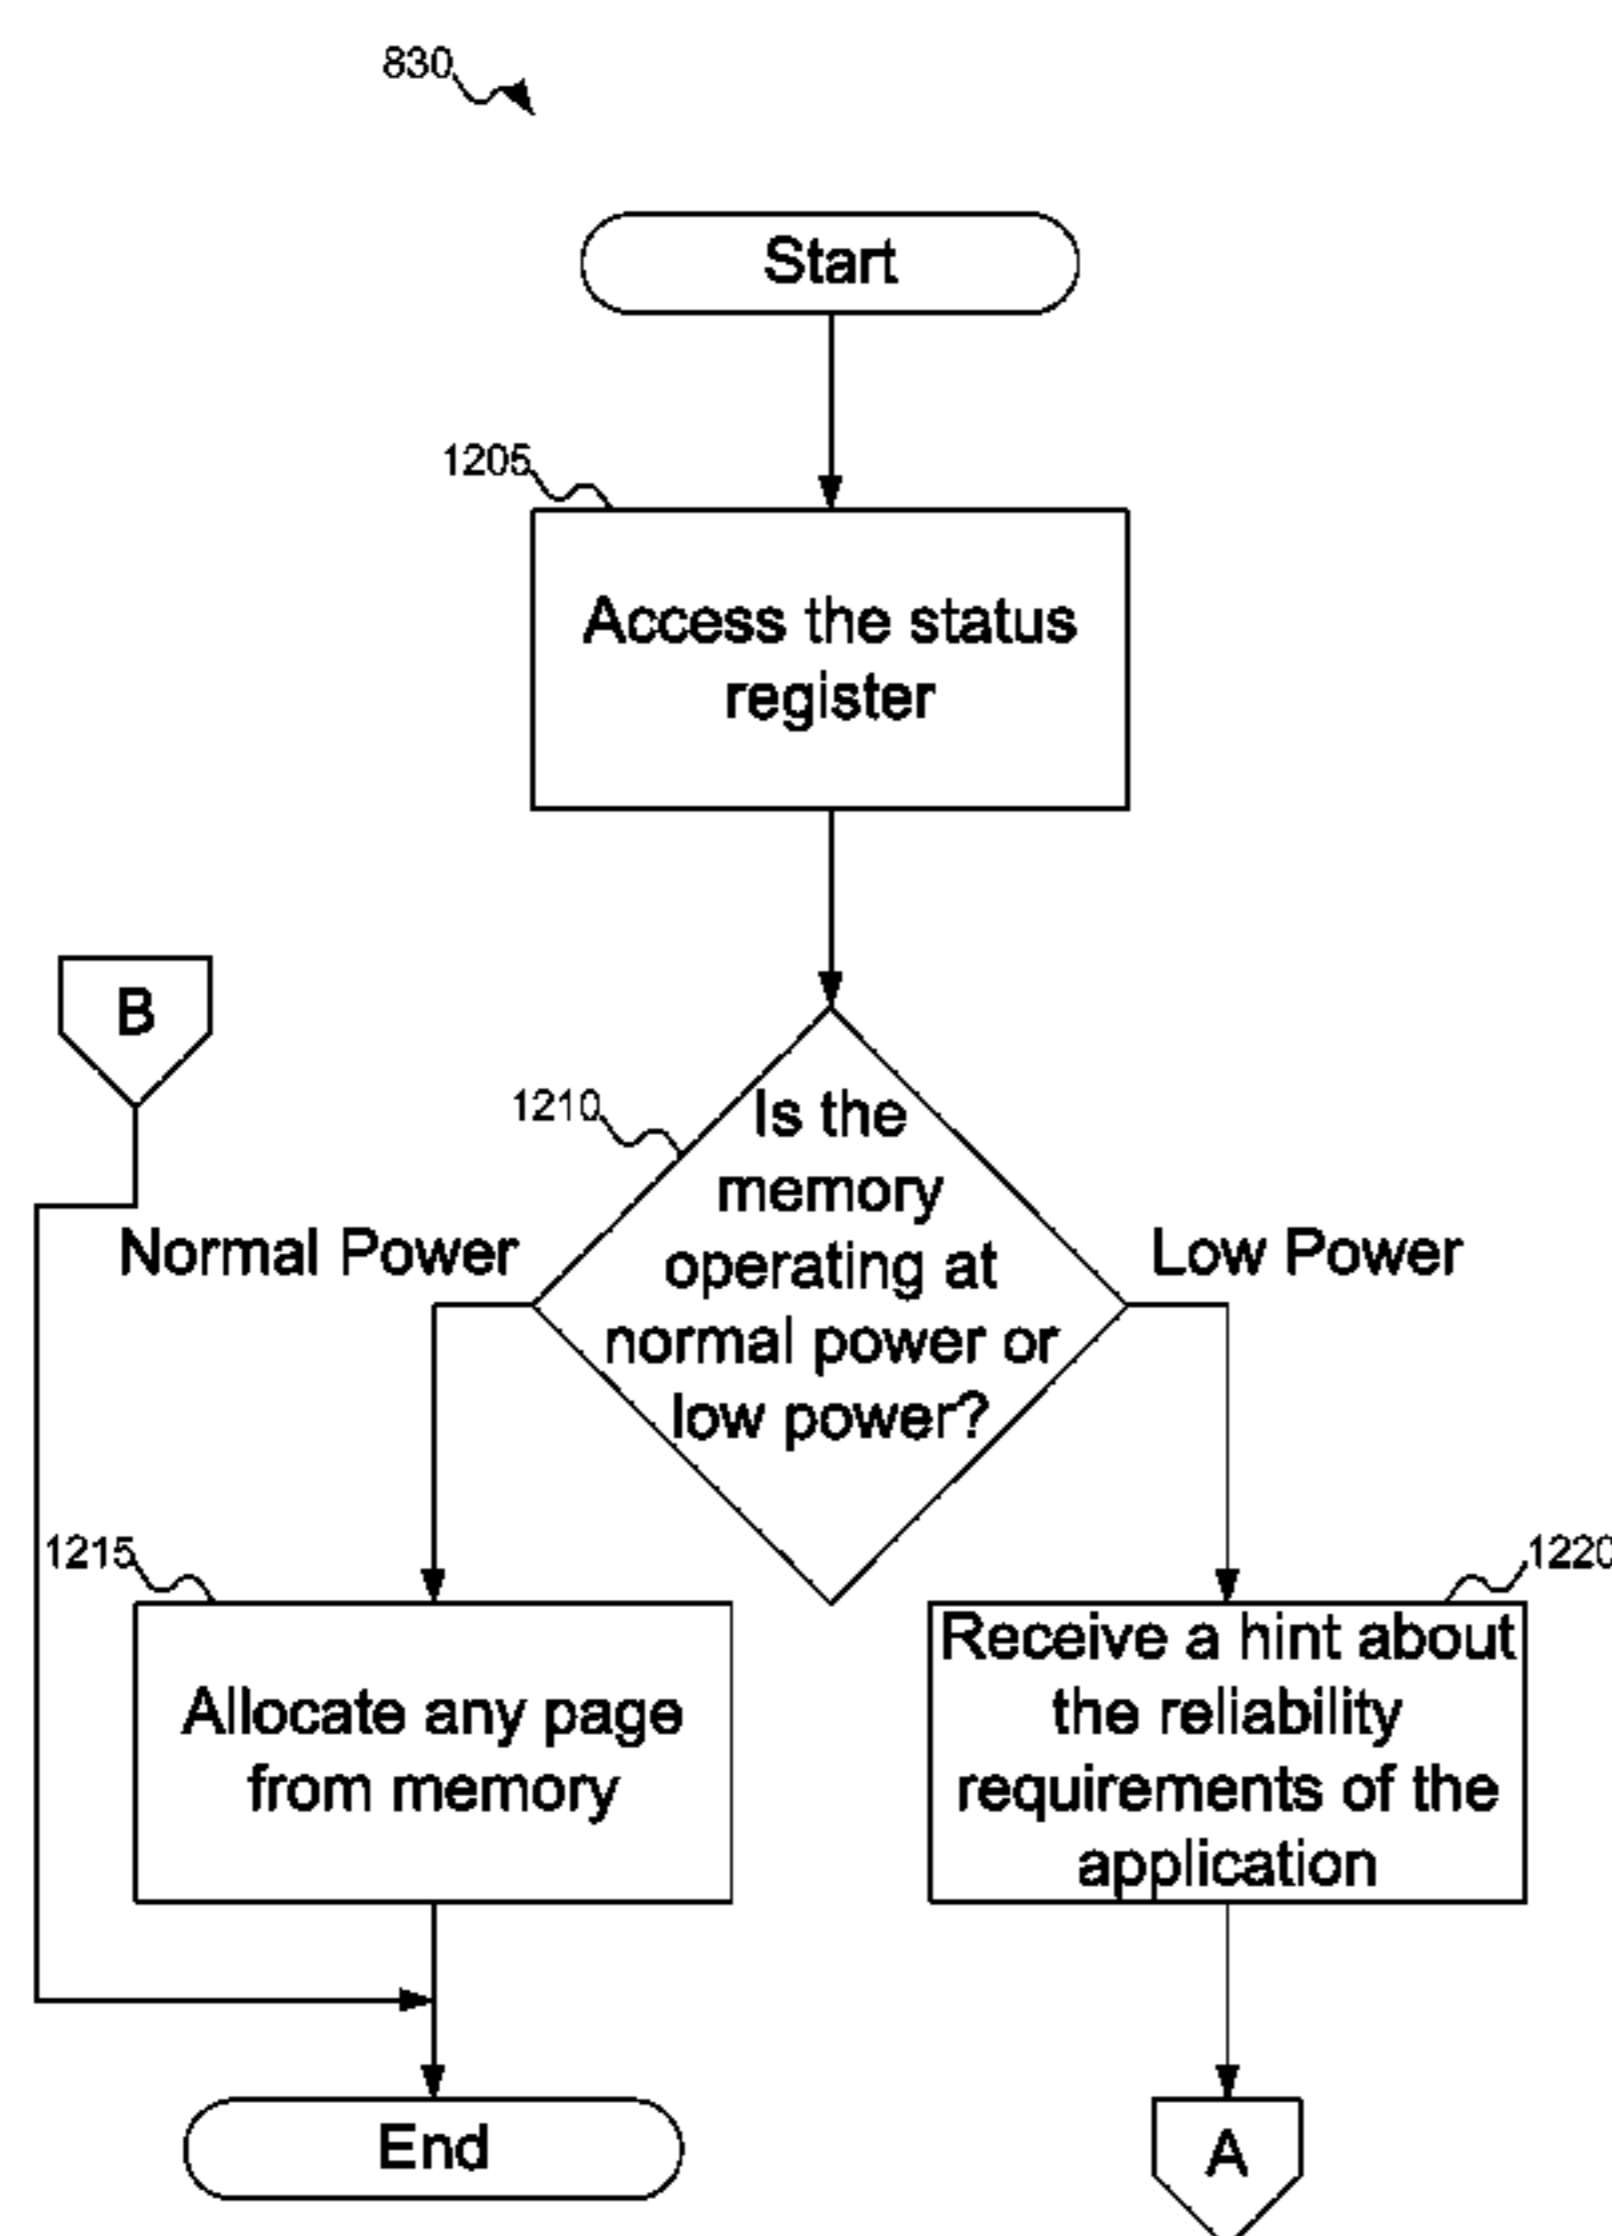 830
Start
1205
Access the status
register
B
1210
Is the
memory
operating at
normal power or
low power?
Normal Power
Low Power
1215
Allocate any page
from memory
1220
Receive a hint about
the reliability
requirements of the
application
End
A